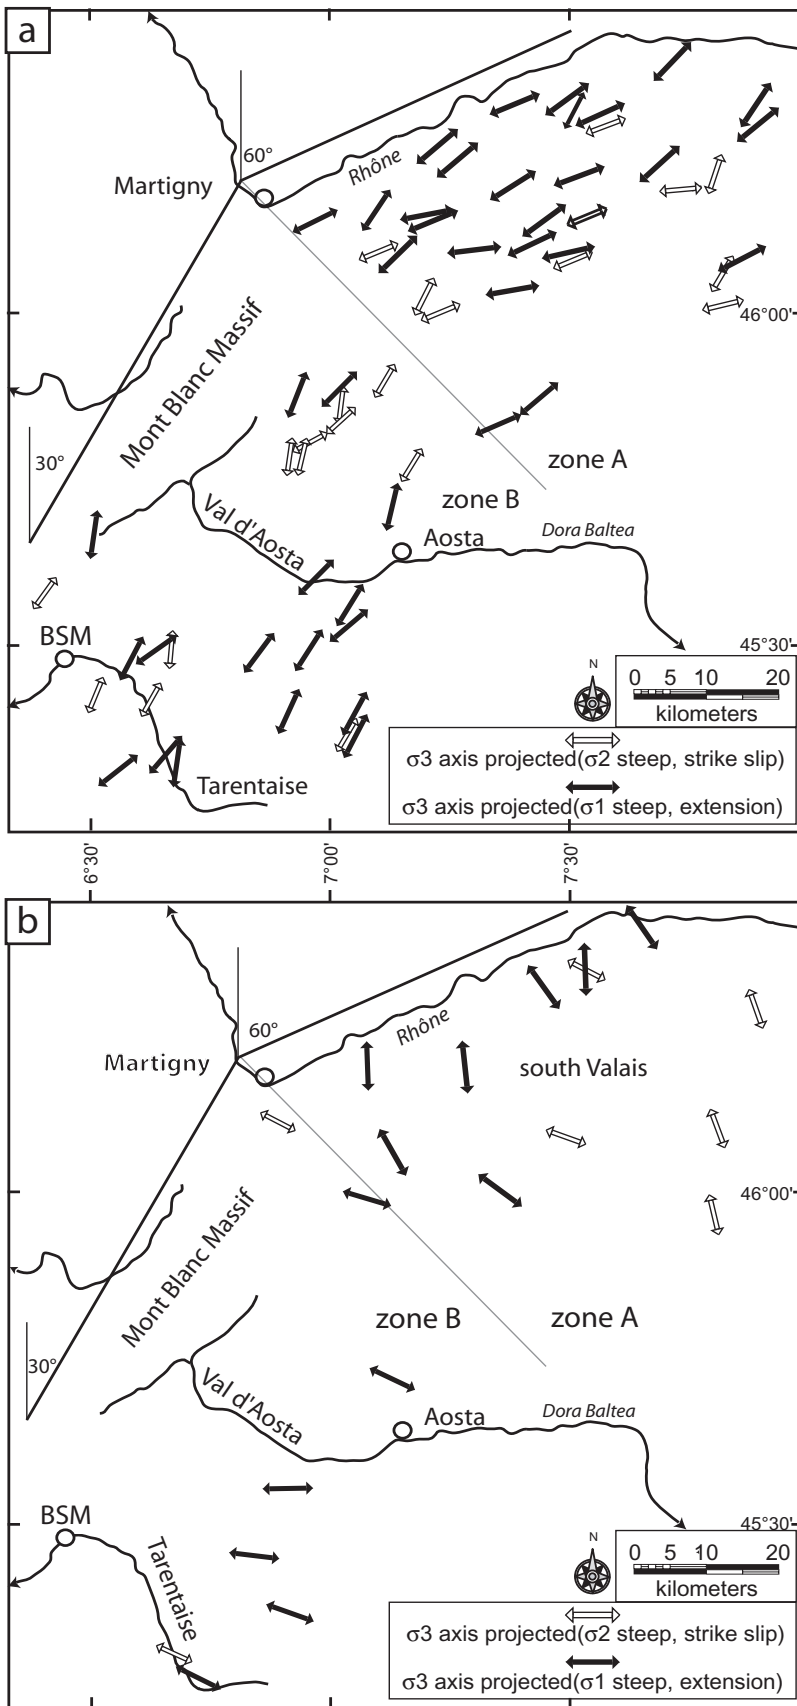 a
60°
Martigny
Rhône
46°00'
Mont Blanc Massif
30°
zone A
zone B
Val d'Aosta
Aosta
Dora Baltea
BSM
45°30'
N
0 5 10 20
kilometers
σ3 axis projected(σ2 steep, strike slip)
σ3 axis projected(σ1 steep, extension)
Tarentaise
6°30'
7°00'
7°30'
b
60°
Rhône
Martigny
south Valais
46°00'
Mont Blanc Massif
zone B
zone A
30°
Val d'Aosta
Aosta
Dora Baltea
BSM
45°30'
Tarentaise
N
0 5 10 20
kilometers
σ3 axis projected(σ2 steep, strike slip)
σ3 axis projected(σ1 steep, extension)